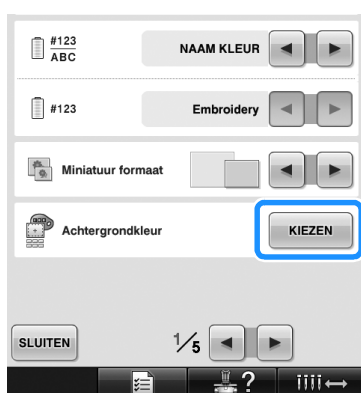 #123
ABC
NAAM KLEUR
#123
Embroidery
Miniatuur formaat
Achtergrondkleur
KIEZEN
SLUITEN
1/5
?